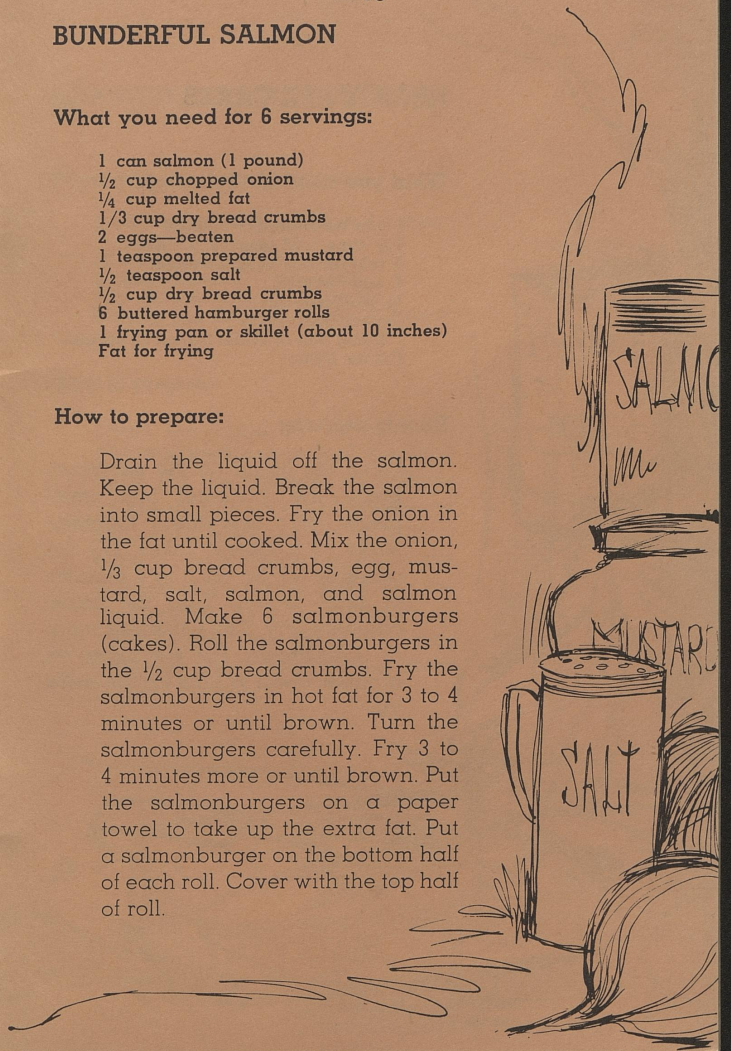 BUNDERFUL SALMON
What you need for 6 servings:
1 can salmon (1 pound)
½ cup chopped onion
¼ cup melted fat
1/3 cup dry bread crumbs
2 eggs—beaten
1 teaspoon prepared mustard
½ teaspoon salt
½ cup dry bread crumbs
6 buttered hamburger rolls
1 frying pan or skillet (about 10 inches)
Fat for frying
How to prepare:
Drain the liquid off the salmon.
Keep the liquid. Break the salmon
into small pieces. Fry the onion in
the fat until cooked. Mix the onion,
⅓ cup bread crumbs, egg, mus-
tard, salt, salmon, and salmon
liquid. Make 6 salmonburgers
(cakes). Roll the salmonburgers in
the ½ cup bread crumbs. Fry the
salmonburgers in hot fat for 3 to 4
minutes or until brown. Turn the
salmonburgers carefully. Fry 3 to
4 minutes more or until brown. Put
the salmonburgers on a paper
towel to take up the extra fat. Put
a salmonburger on the bottom half
of each roll. Cover with the top half
of roll.
SALMO
MUSTARD
SALT